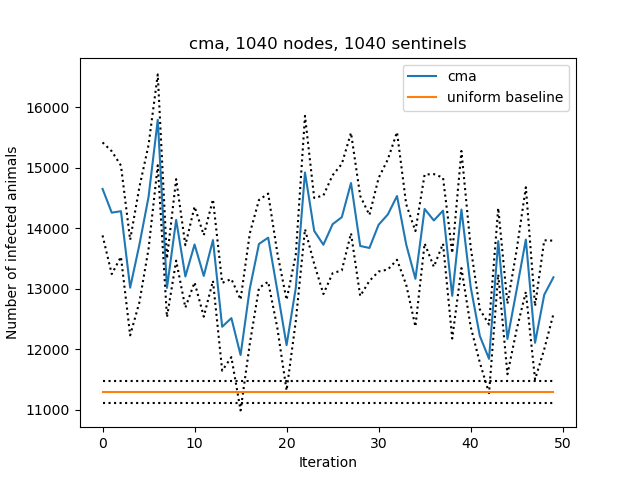 cma, 1040 nodes, 1040 sentinels
cma
uniform baseline
Number of infected animals
16000
15000
14000
13000
12000
11000
0 10 20 30 40 50
Iteration